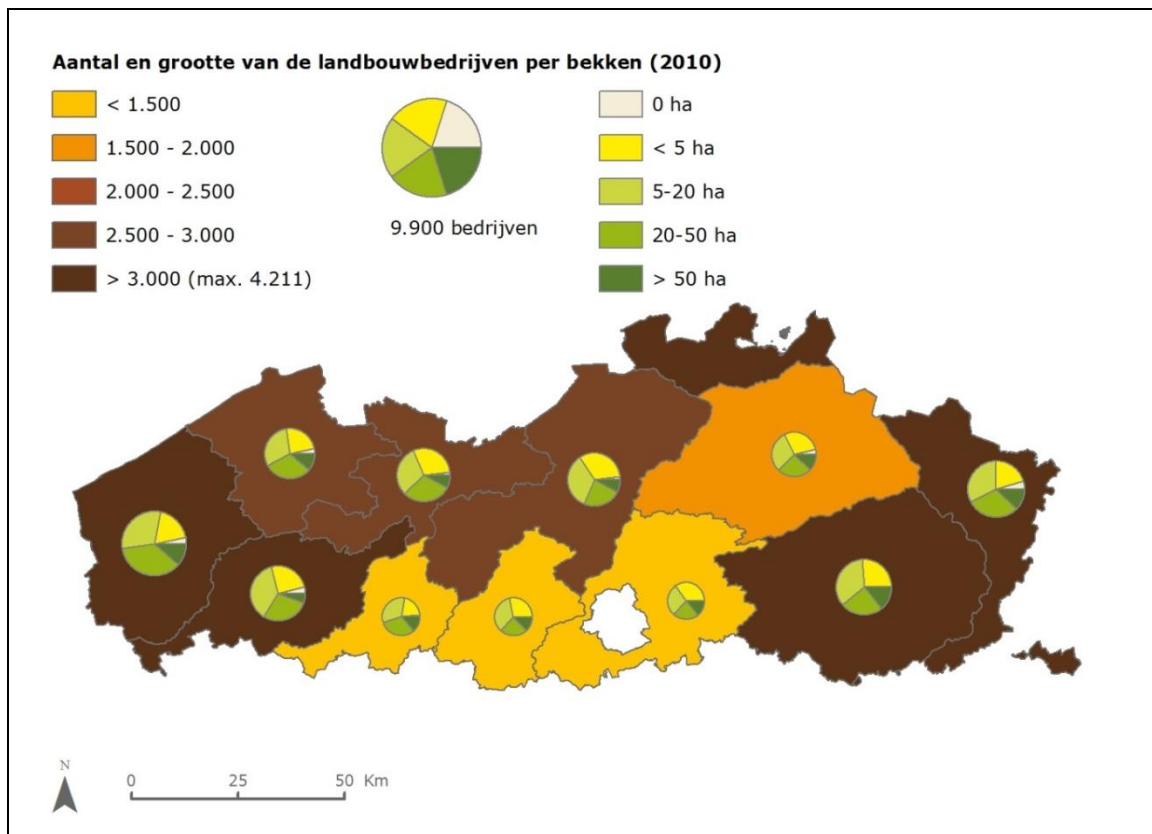 Aantal en grootte van de landbouwbedrijven per bekken (2010)
< 1.500
1.500 - 2.000
2.000 - 2.500
2.500 - 3.000
> 3.000 (max. 4.211)
9.900 bedrijven
0 ha
< 5 ha
5-20 ha
20-50 ha
> 50 ha
N
0 25 50 Km